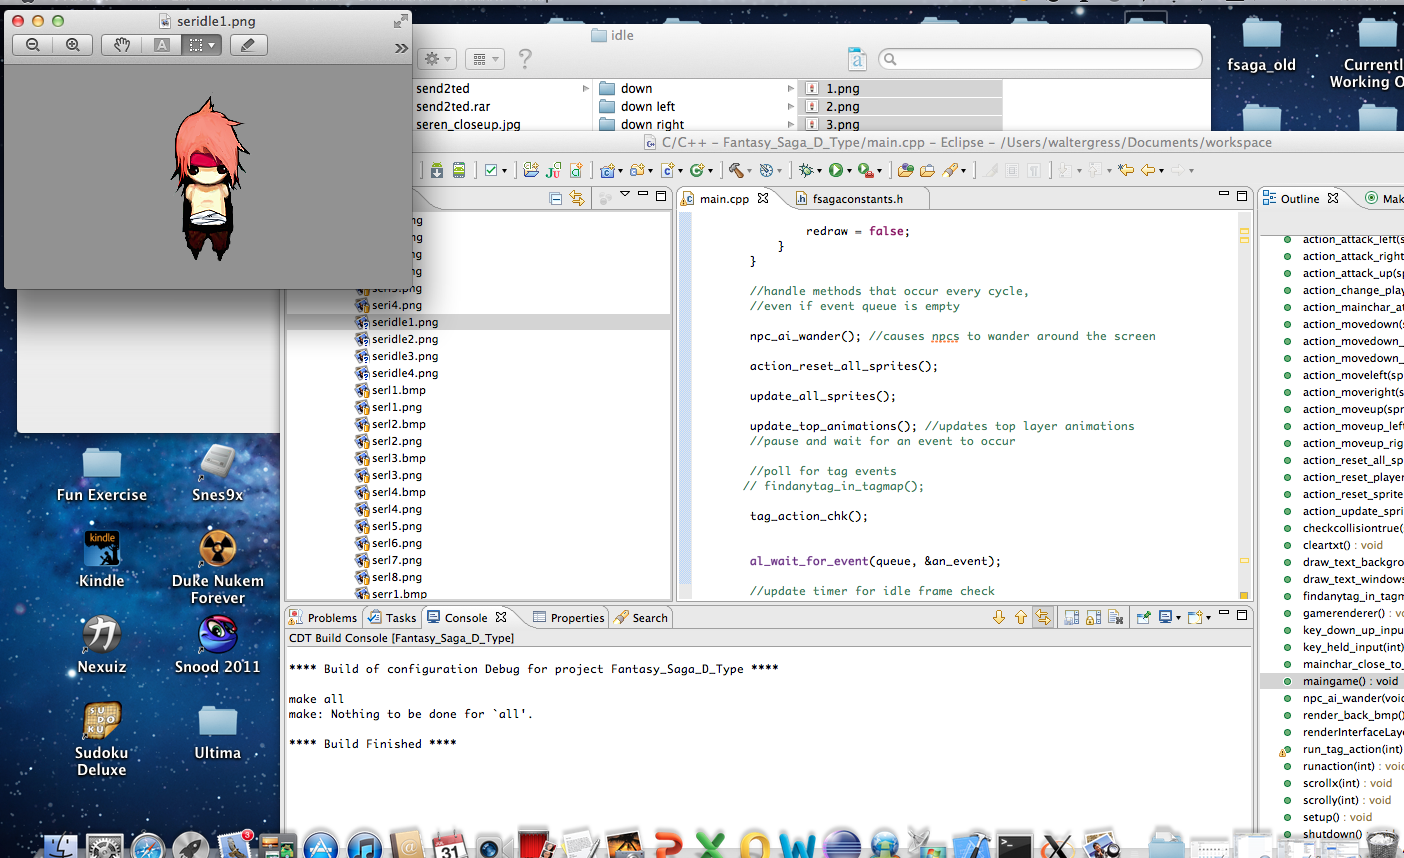 seridle1.png
idle
send2ted
send2ted.rar
seren_closeup.jpg
down
down left
down right
1.png
2.png
3.png
fsaga_old
Currentl
Working O
C/C++ – Fantasy_Saga_D_Type/main.cpp – Eclipse – /Users/waltergress/Documents/workspace
main.cpp
fsagaconstants.h
Outline
Mak
seri4.png
seridle1.png
seridle2.png
seridle3.png
seridle4.png
serl1.bmp
serl1.png
serl2.bmp
serl2.png
serl3.bmp
serl3.png
serl4.bmp
serl4.png
serl5.png
serl6.png
serl7.png
serl8.png
serr1.bmp
redraw = false;
}
}
//handle methods that occur every cycle,
//even if event queue is empty
npc_ai_wander(); //causes npcs to wander around the screen
action_reset_all_sprites();
update_all_sprites();
update_top_animations(); //updates top layer animations
//pause and wait for an event to occur
//poll for tag events
// findanytag_in_tagmap();
tag_action_chk();
al_wait_for_event(queue, &an_event);
//update timer for idle frame check
action_attack_left(s
action_attack_right
action_attack_up(sp
action_change_play
action_mainchar_at
action_movedown(s
action_movedown_
action_movedown_
action_moveleft(sp
action_moveright(s
action_moveup(spr
action_moveup_left
action_moveup_rig
action_reset_all_sp
action_reset_player
action_reset_sprite
action_update_spri
checkcollisiontrue(
cleartxt() : void
draw_text_backgro
draw_text_windows
findanytag_in_tagm
gamerenderer() : v
key_down_up_inpu
key_held_input(int)
mainchar_close_to_
maingame() : void
npc_ai_wander(voi
render_back_bmp()
renderInterfaceLaye
run_tag_action(int)
runaction(int) : voi
scrollx(int) : void
scrolly(int) : void
setup() : void
shutdown()
Problems
Tasks
Console
Properties
Search
CDT Build Console [Fantasy_Saga_D_Type]
**** Build of configuration Debug for project Fantasy_Saga_D_Type ****
make all
make: Nothing to be done for `all'.
**** Build Finished ****
Fun Exercise
Snes9x
kindle
Kindle
Duke Nukem
Forever
Nexuiz
Snood 2011
SUDOKU
Sudoku
Deluxe
Ultima
3
31